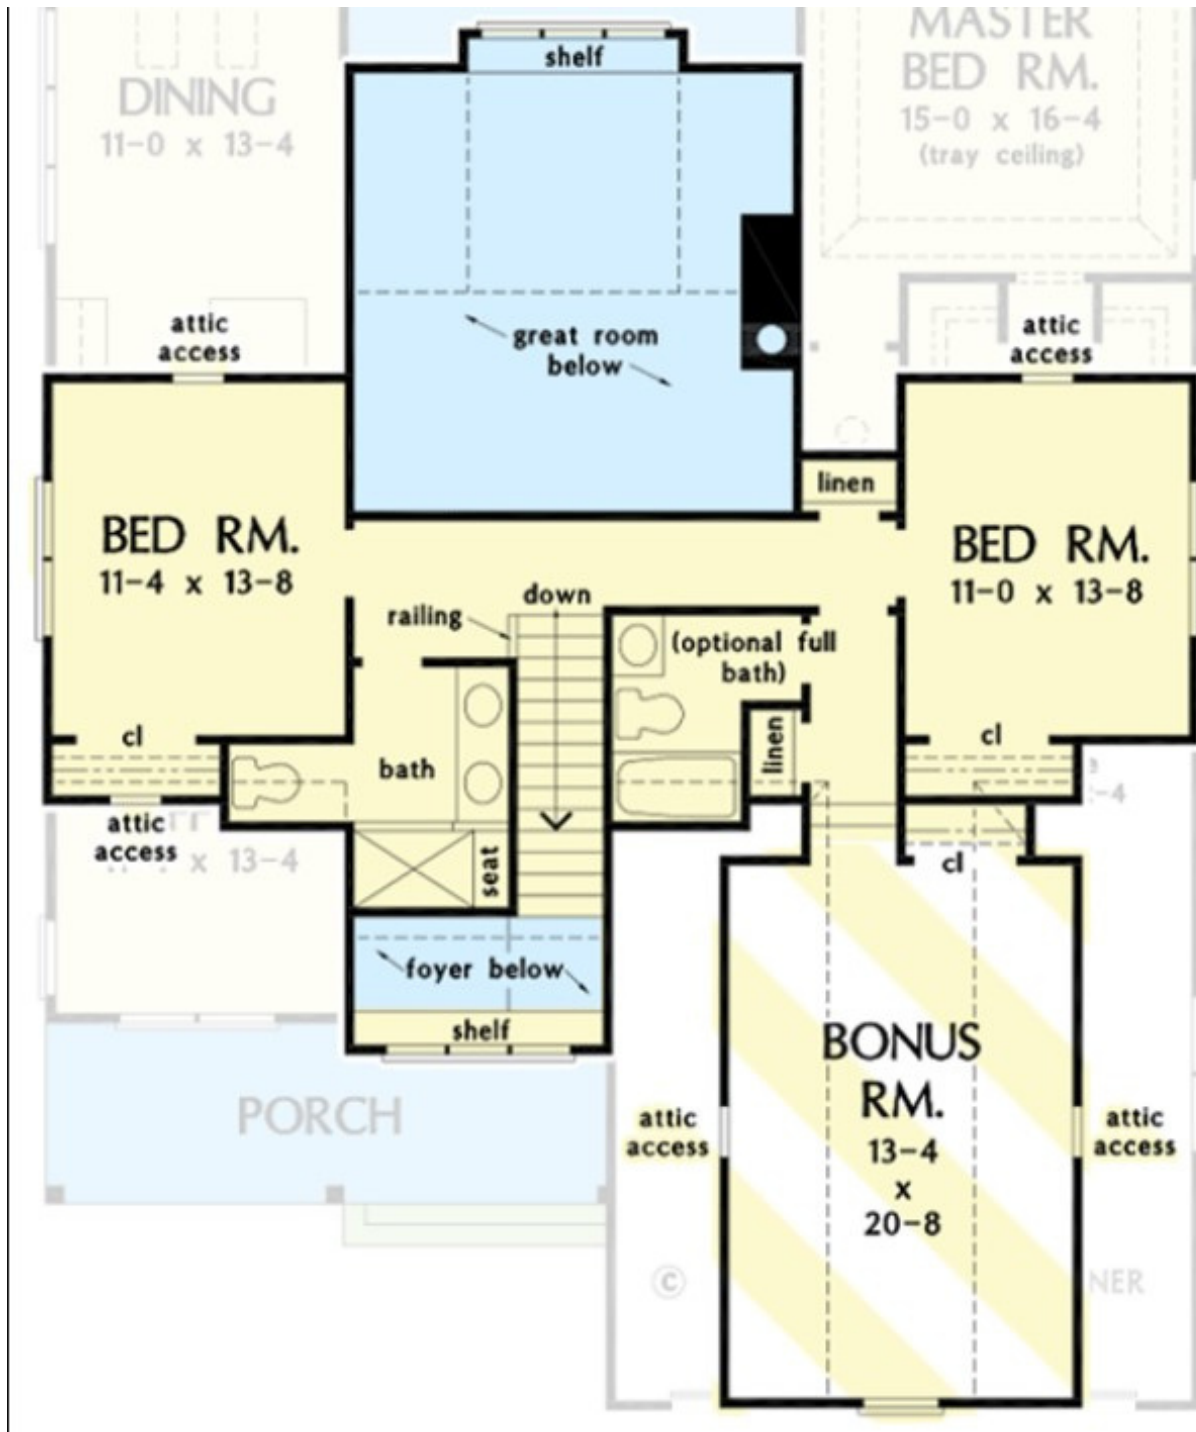 MASTER
BED RM.
15-0 x 16-4
(tray ceiling)
DINING
11-0 x 13-4
shelf
great room
below
attic
access
attic
access
linen
BED RM.
11-4 x 13-8
BED RM.
11-0 x 13-8
down
railing
(optional full
bath)
linen
cl
cl
bath
attic
access
x 13-4
-4
seat
cl
foyer below
shelf
PORCH
BONUS
RM.
13-4
x
20-8
attic
access
attic
access
©
NER